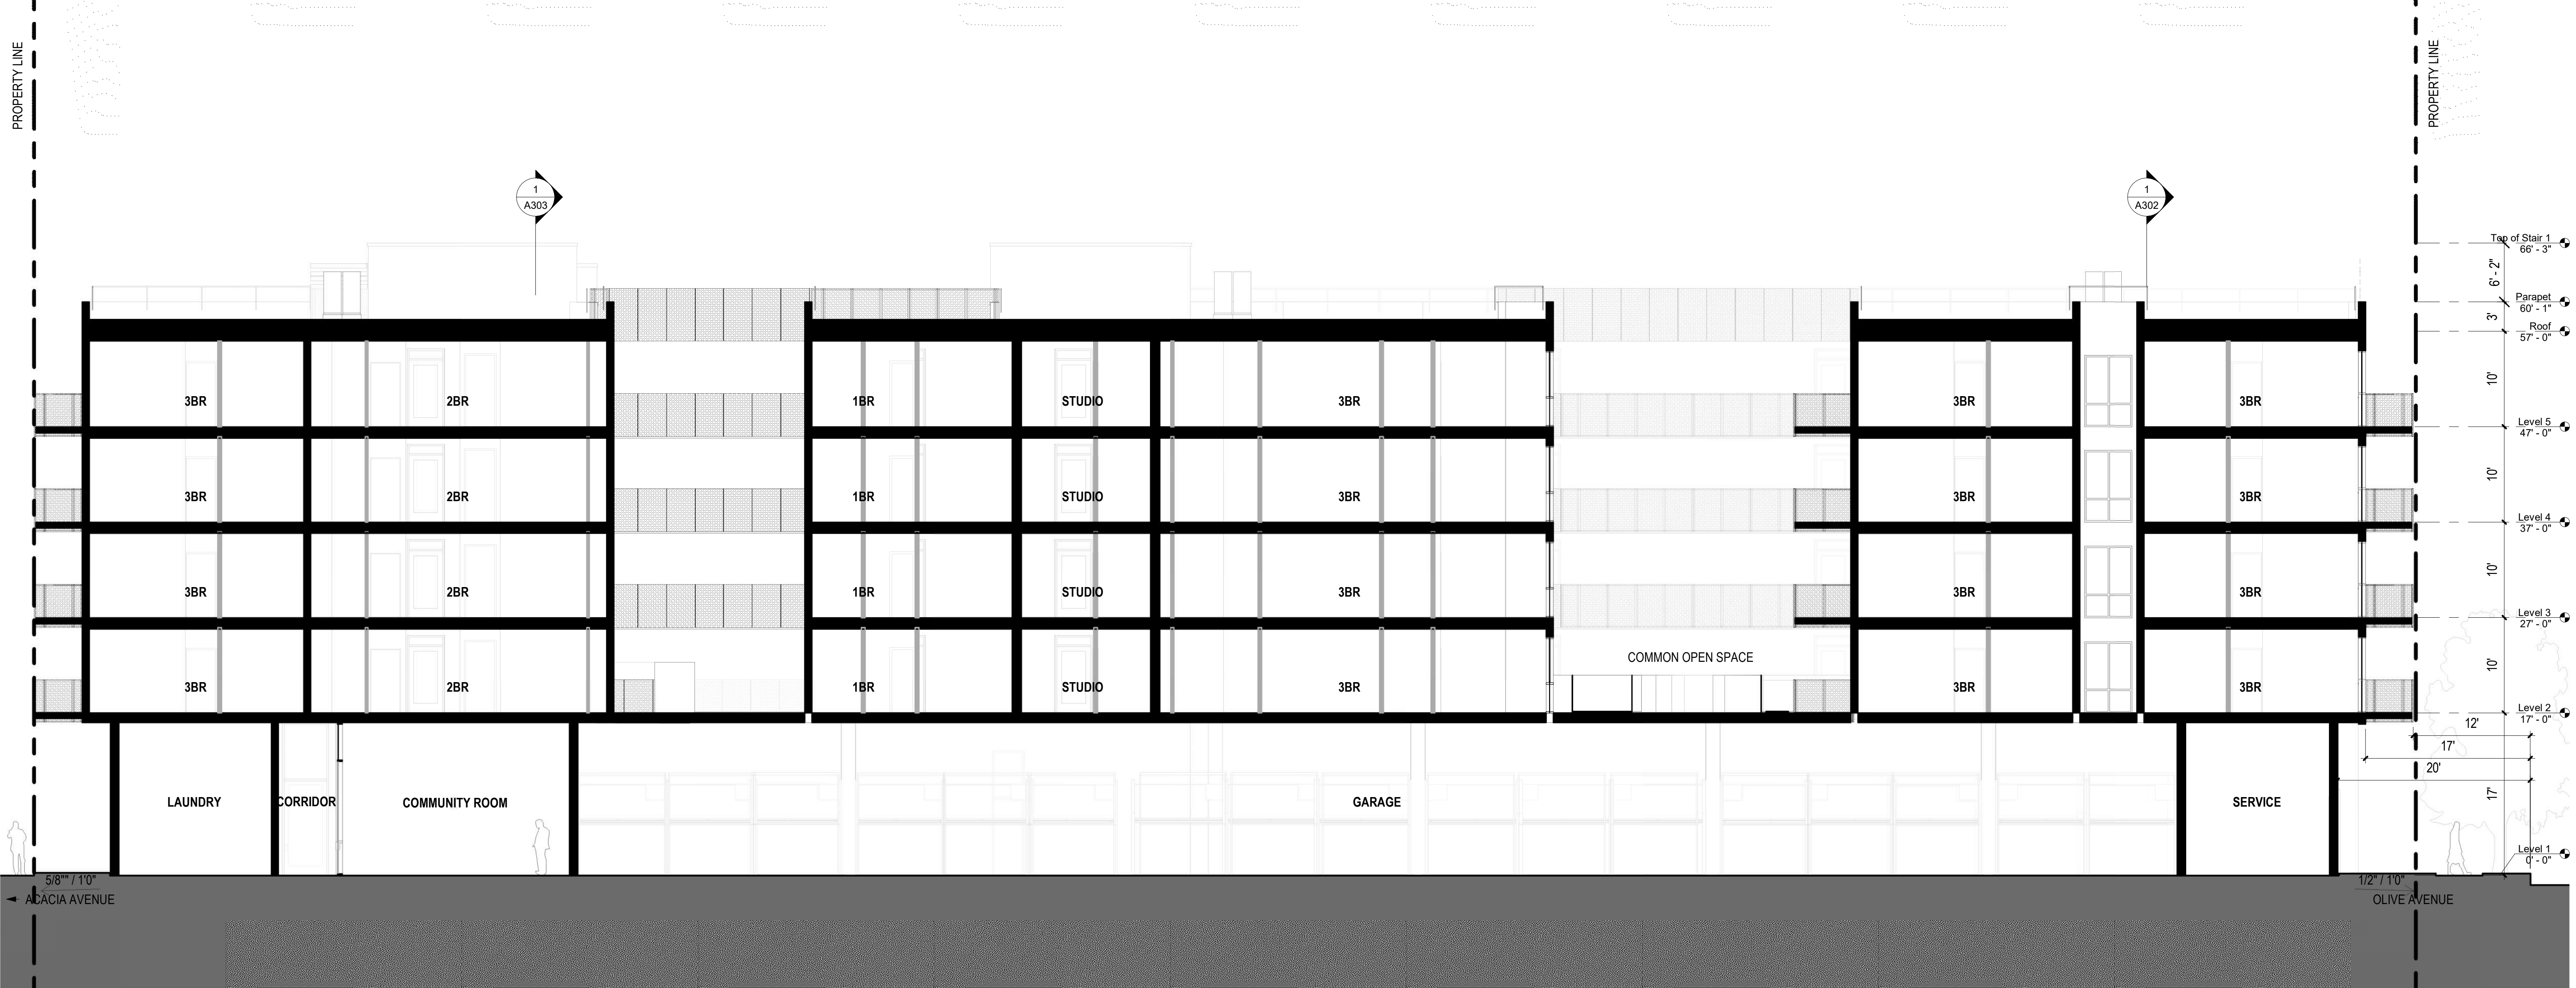 PROPERTY LINE
PROPERTY LINE
1
A303
1
A302
Top of Stair 1
66' - 3"
6' - 2"
Parapet
60' - 1"
3'
Roof
57' - 0"
10'
3BR
2BR
1BR
STUDIO
3BR
3BR
3BR
Level 5
47' - 0"
10'
3BR
2BR
1BR
STUDIO
3BR
3BR
3BR
Level 4
37' - 0"
10'
3BR
2BR
1BR
STUDIO
3BR
3BR
3BR
Level 3
27' - 0"
COMMON OPEN SPACE
10'
3BR
2BR
1BR
STUDIO
3BR
3BR
3BR
Level 2
17' - 0"
12'
17'
20'
17'
LAUNDRY
CORRIDOR
COMMUNITY ROOM
GARAGE
SERVICE
Level 1
0' - 0"
5/8"" / 1'0"
ACACIA AVENUE
1/2" / 1'0"
OLIVE AVENUE